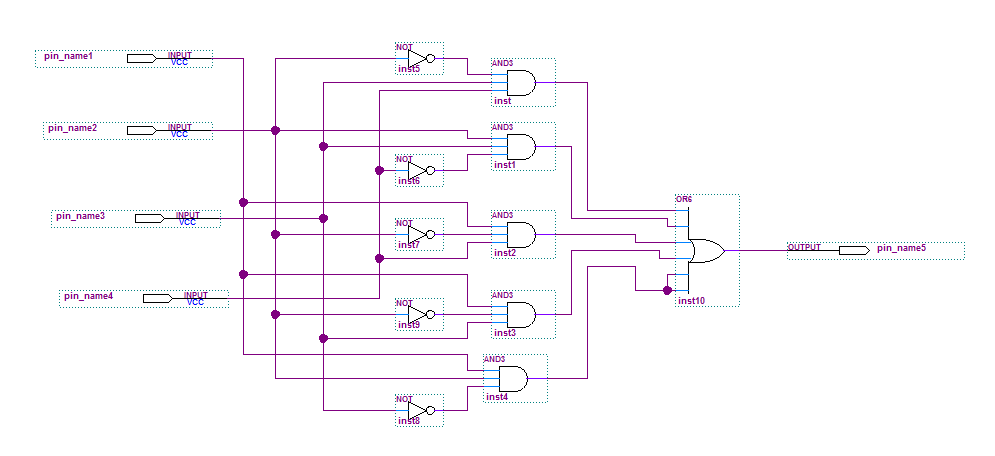 pin_name1
INPUT
VCC
NOT
inst5
AND3
inst
pin_name2
INPUT
VCC
AND3
inst1
NOT
inst6
pin_name3
INPUT
VCC
NOT
inst7
AND3
inst2
OR6
inst10
OUTPUT
pin_name5
pin_name4
INPUT
VCC
NOT
inst9
AND3
inst3
AND3
inst4
NOT
inst8